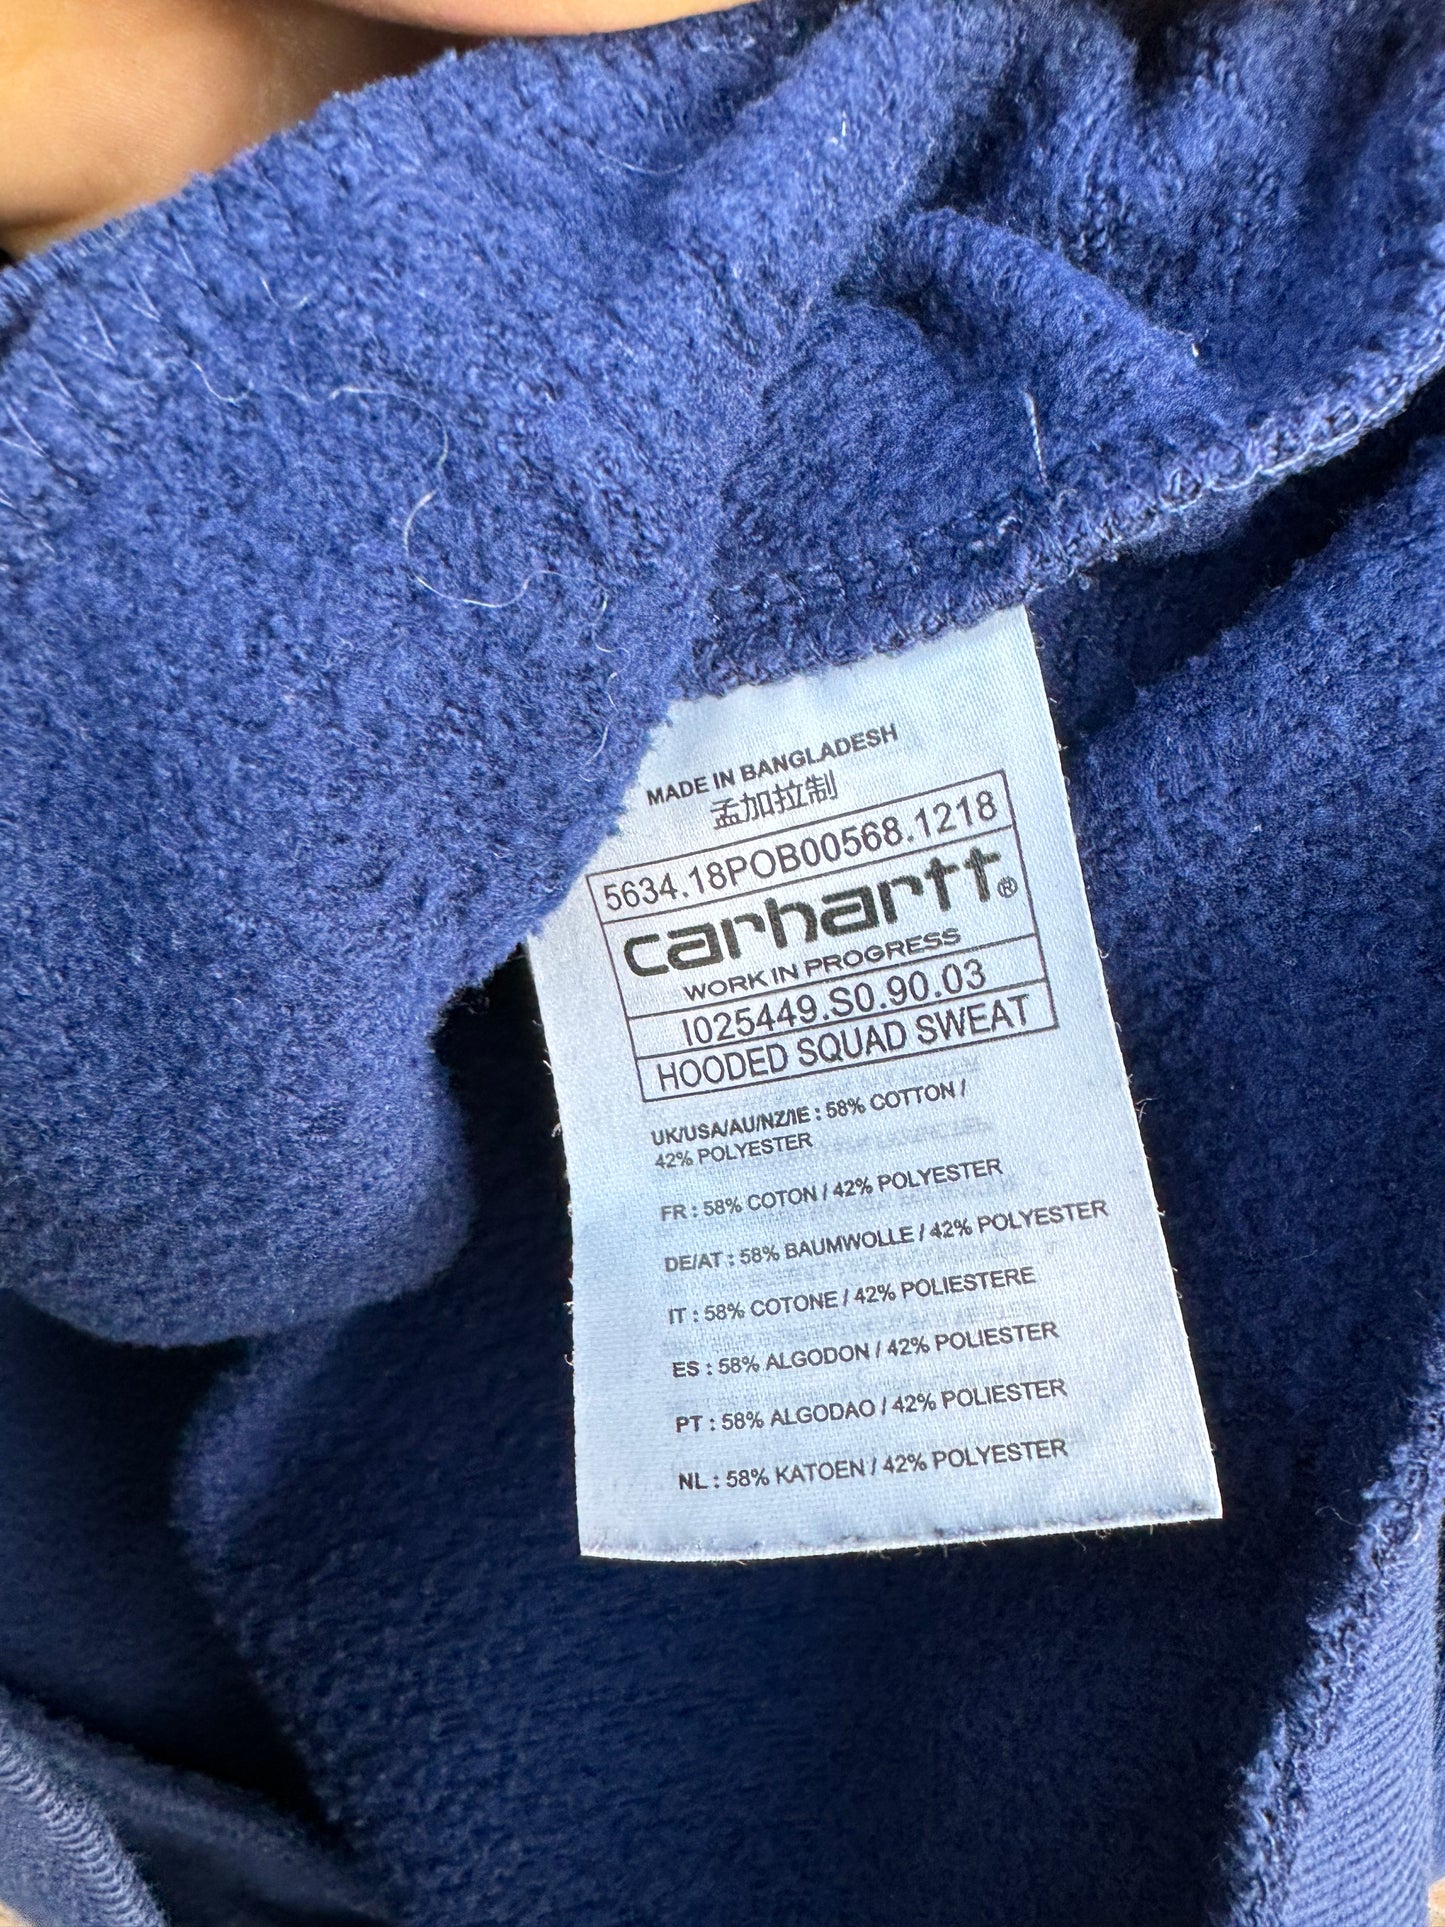 MADE IN BANGLADESH
孟加拉制
5634.18POB00568.1218
carhartt®
WORK IN PROGRESS
I025449.S0.90.03
HOODED SQUAD SWEAT
UK/USA/AU/NZ/IE : 58% COTTON /
42% POLYESTER
FR : 58% COTON / 42% POLYESTER
DE/AT : 58% BAUMWOLLE / 42% POLYESTER
IT : 58% COTONE / 42% POLIESTERE
ES : 58% ALGODON / 42% POLIESTER
PT : 58% ALGODAO / 42% POLIESTER
NL : 58% KATOEN / 42% POLYESTER